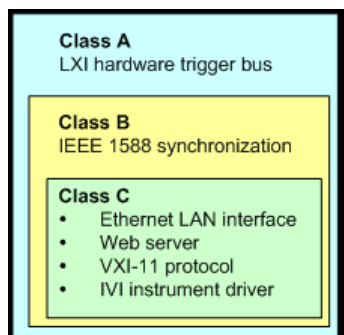 Class A
LXI hardware trigger bus
Class B
IEEE 1588 synchronization
Class C
• Ethernet LAN interface
• Web server
• VXI-11 protocol
• IVI instrument driver